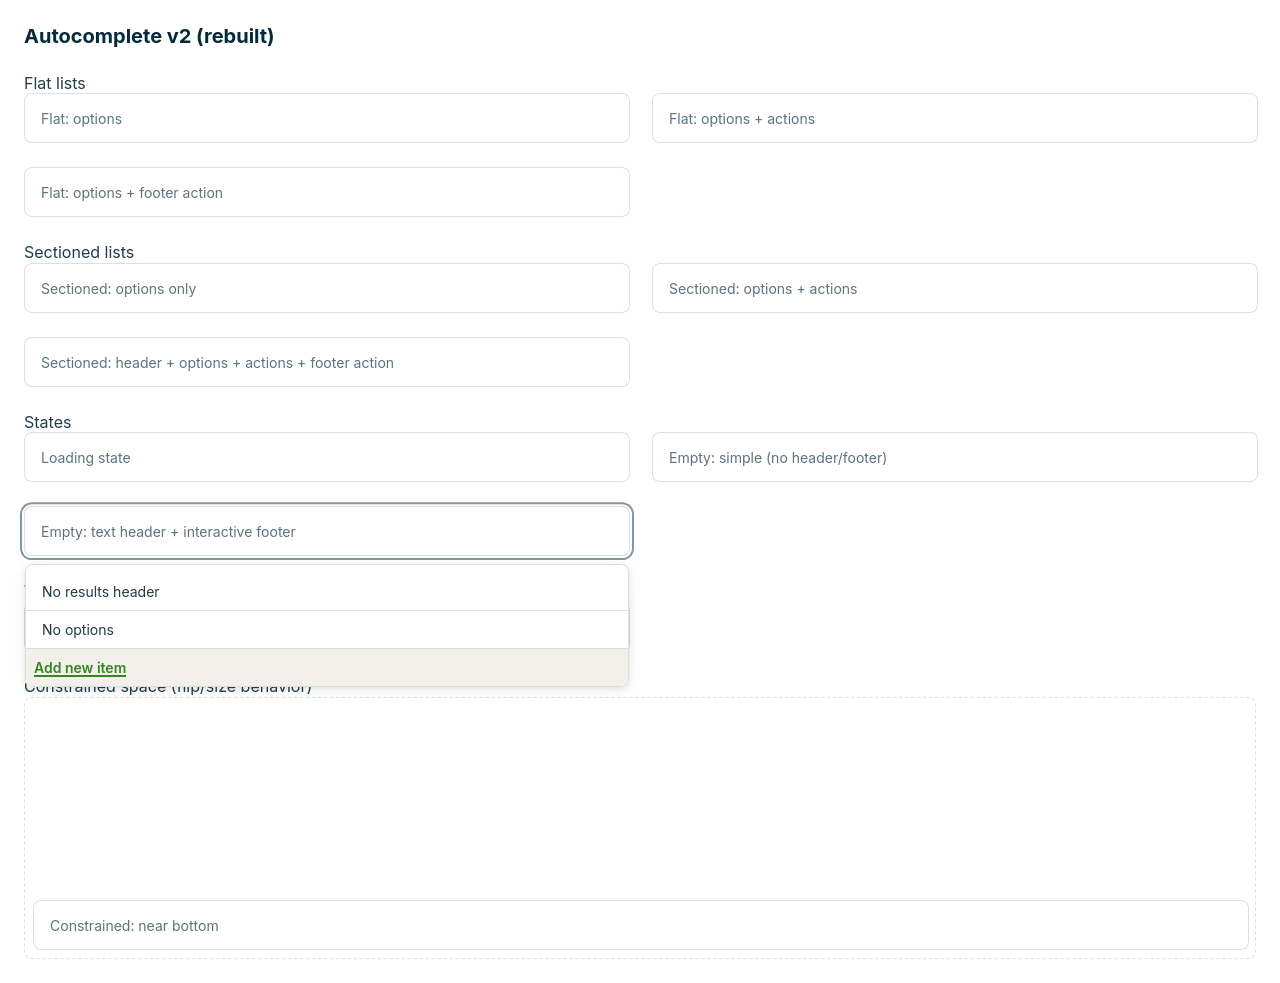 Autocomplete v2 (rebuilt)
Flat lists
Flat: options
Flat: options + actions
Flat: options + footer action
Sectioned lists
Sectioned: options only
Sectioned: options + actions
Sectioned: header + options + actions + footer action
States
Loading state
Empty: simple (no header/footer)
Empty: text header + interactive footer
No results header
No options
Add new item
Constrained space (flip/size behavior)
Constrained: near bottom